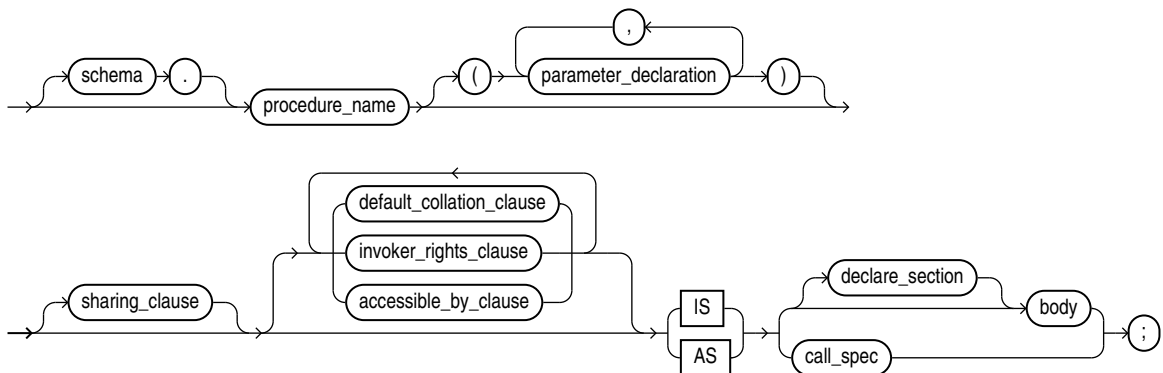 ,
schema . ( parameter_declaration )
procedure_name
default_collation_clause
invoker_rights_clause
declare_section
sharing_clause accessible_by_clause IS body
AS call_spec ;